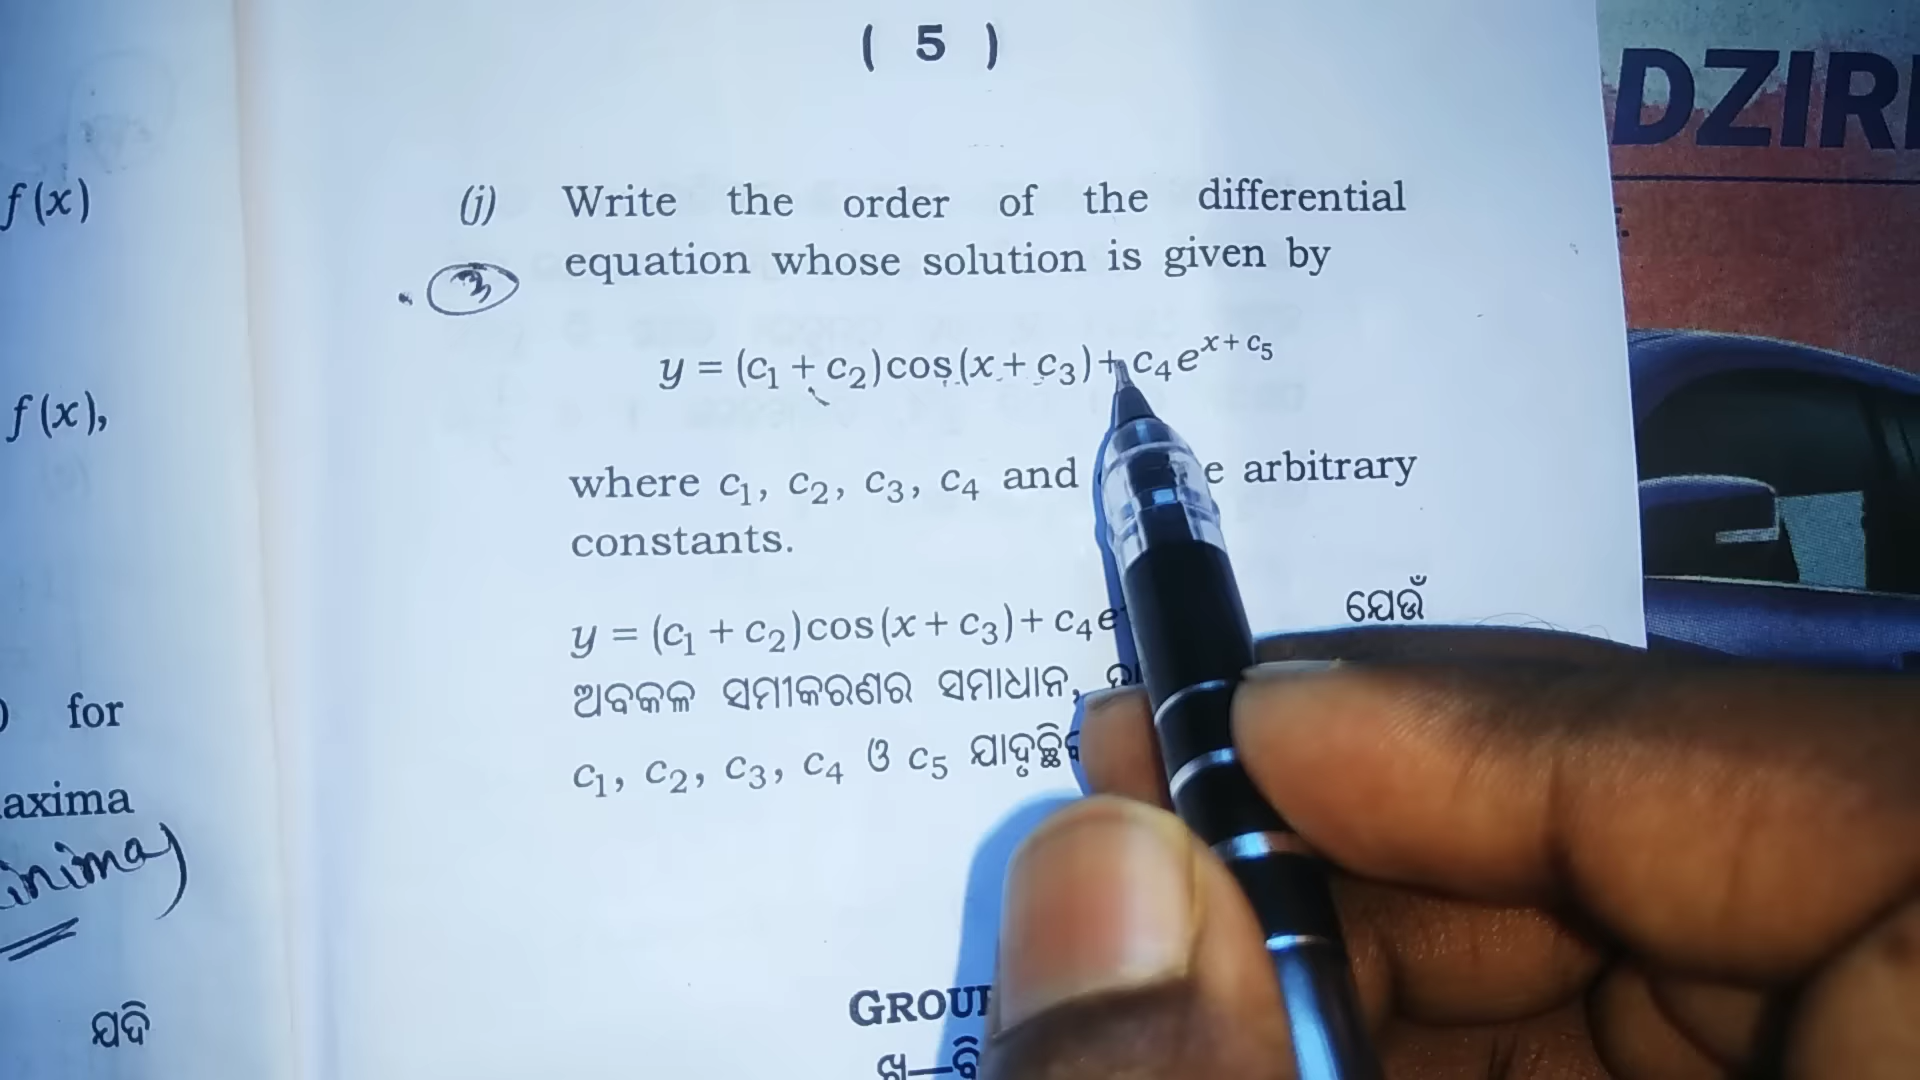 ( 5 )
f(x)
f(x),
for
axima
inima)
ଯଦି
(j) Write the order of the differential
equation whose solution is given by
3
y = (c₁ + c₂)cos(x + c₃) + c₄e^{x + c₅}
where c₁, c₂, c₃, c₄ and e arbitrary
constants.
y = (c₁ + c₂)cos(x + c₃) + c₄e ଯେଉଁ
ଅବକଳ ସମୀକରଣର ସମାଧାନ,
c₁, c₂, c₃, c₄ ଓ c₅
GROUP
ଖ—ବି
DZIR